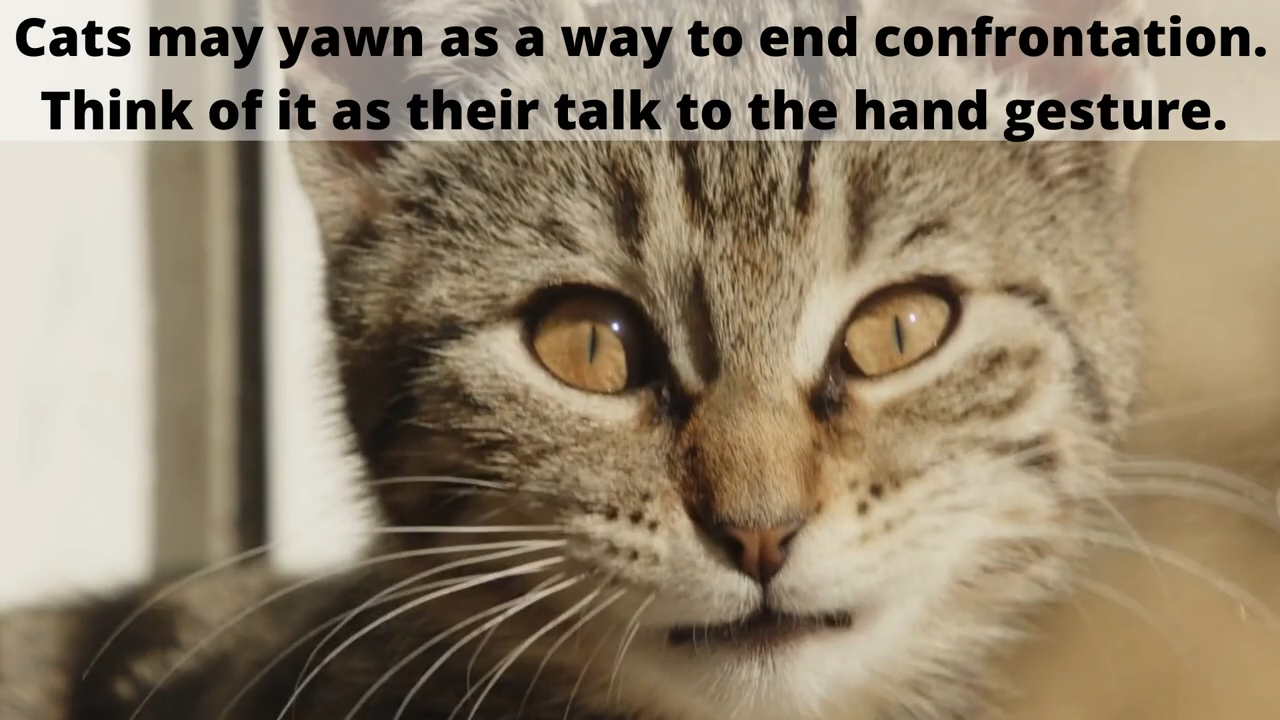 Cats may yawn as a way to end confrontation.
Think of it as their talk to the hand gesture.